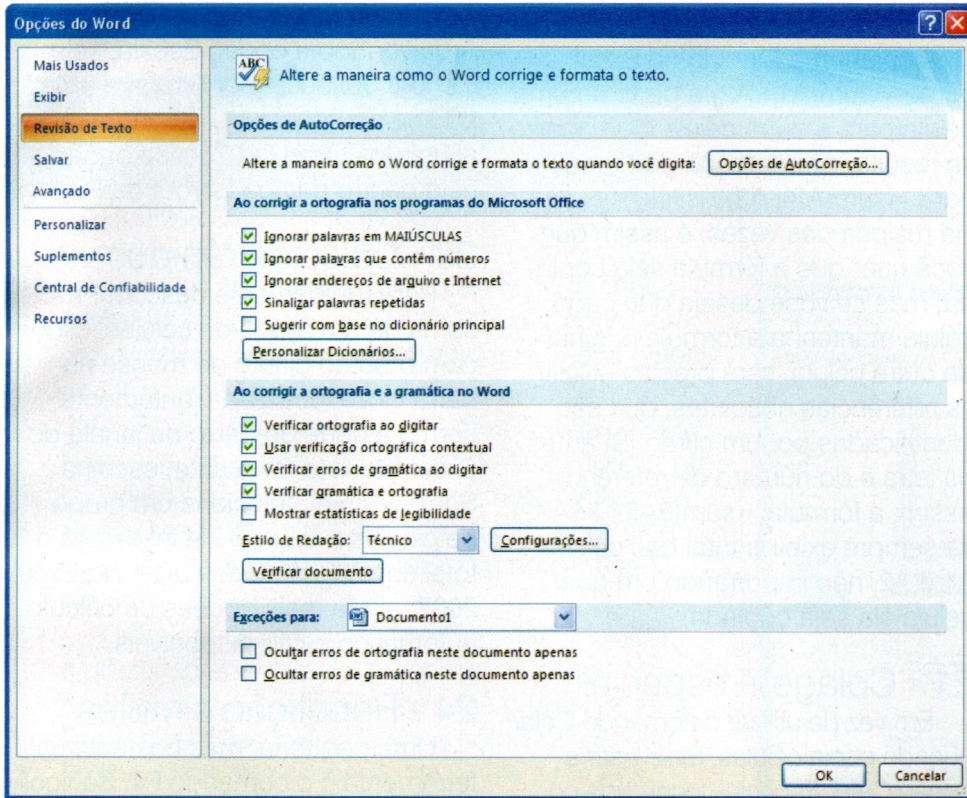 Opções do Word
Mais Usados
Exibir
Revisão de Texto
Salvar
Avançado
Personalizar
Suplementos
Central de Confiabilidade
Recursos
ABC
Altere a maneira como o Word corrige e formata o texto.
Opções de AutoCorreção
Altere a maneira como o Word corrige e formata o texto quando você digita:
Opções de AutoCorreção...
Ao corrigir a ortografia nos programas do Microsoft Office
Ignorar palavras em MAIÚSCULAS
Ignorar palavras que contêm números
Ignorar endereços de arquivo e Internet
Sinalizar palavras repetidas
Sugerir com base no dicionário principal
Personalizar Dicionários...
Ao corrigir a ortografia e a gramática no Word
Verificar ortografia ao digitar
Usar verificação ortográfica contextual
Verificar erros de gramática ao digitar
Verificar gramática e ortografia
Mostrar estatísticas de legibilidade
Estilo de Redação: Técnico
Configurações...
Verificar documento
Exceções para: Documento1
Ocultar erros de ortografia neste documento apenas
Ocultar erros de gramática neste documento apenas
OK
Cancelar